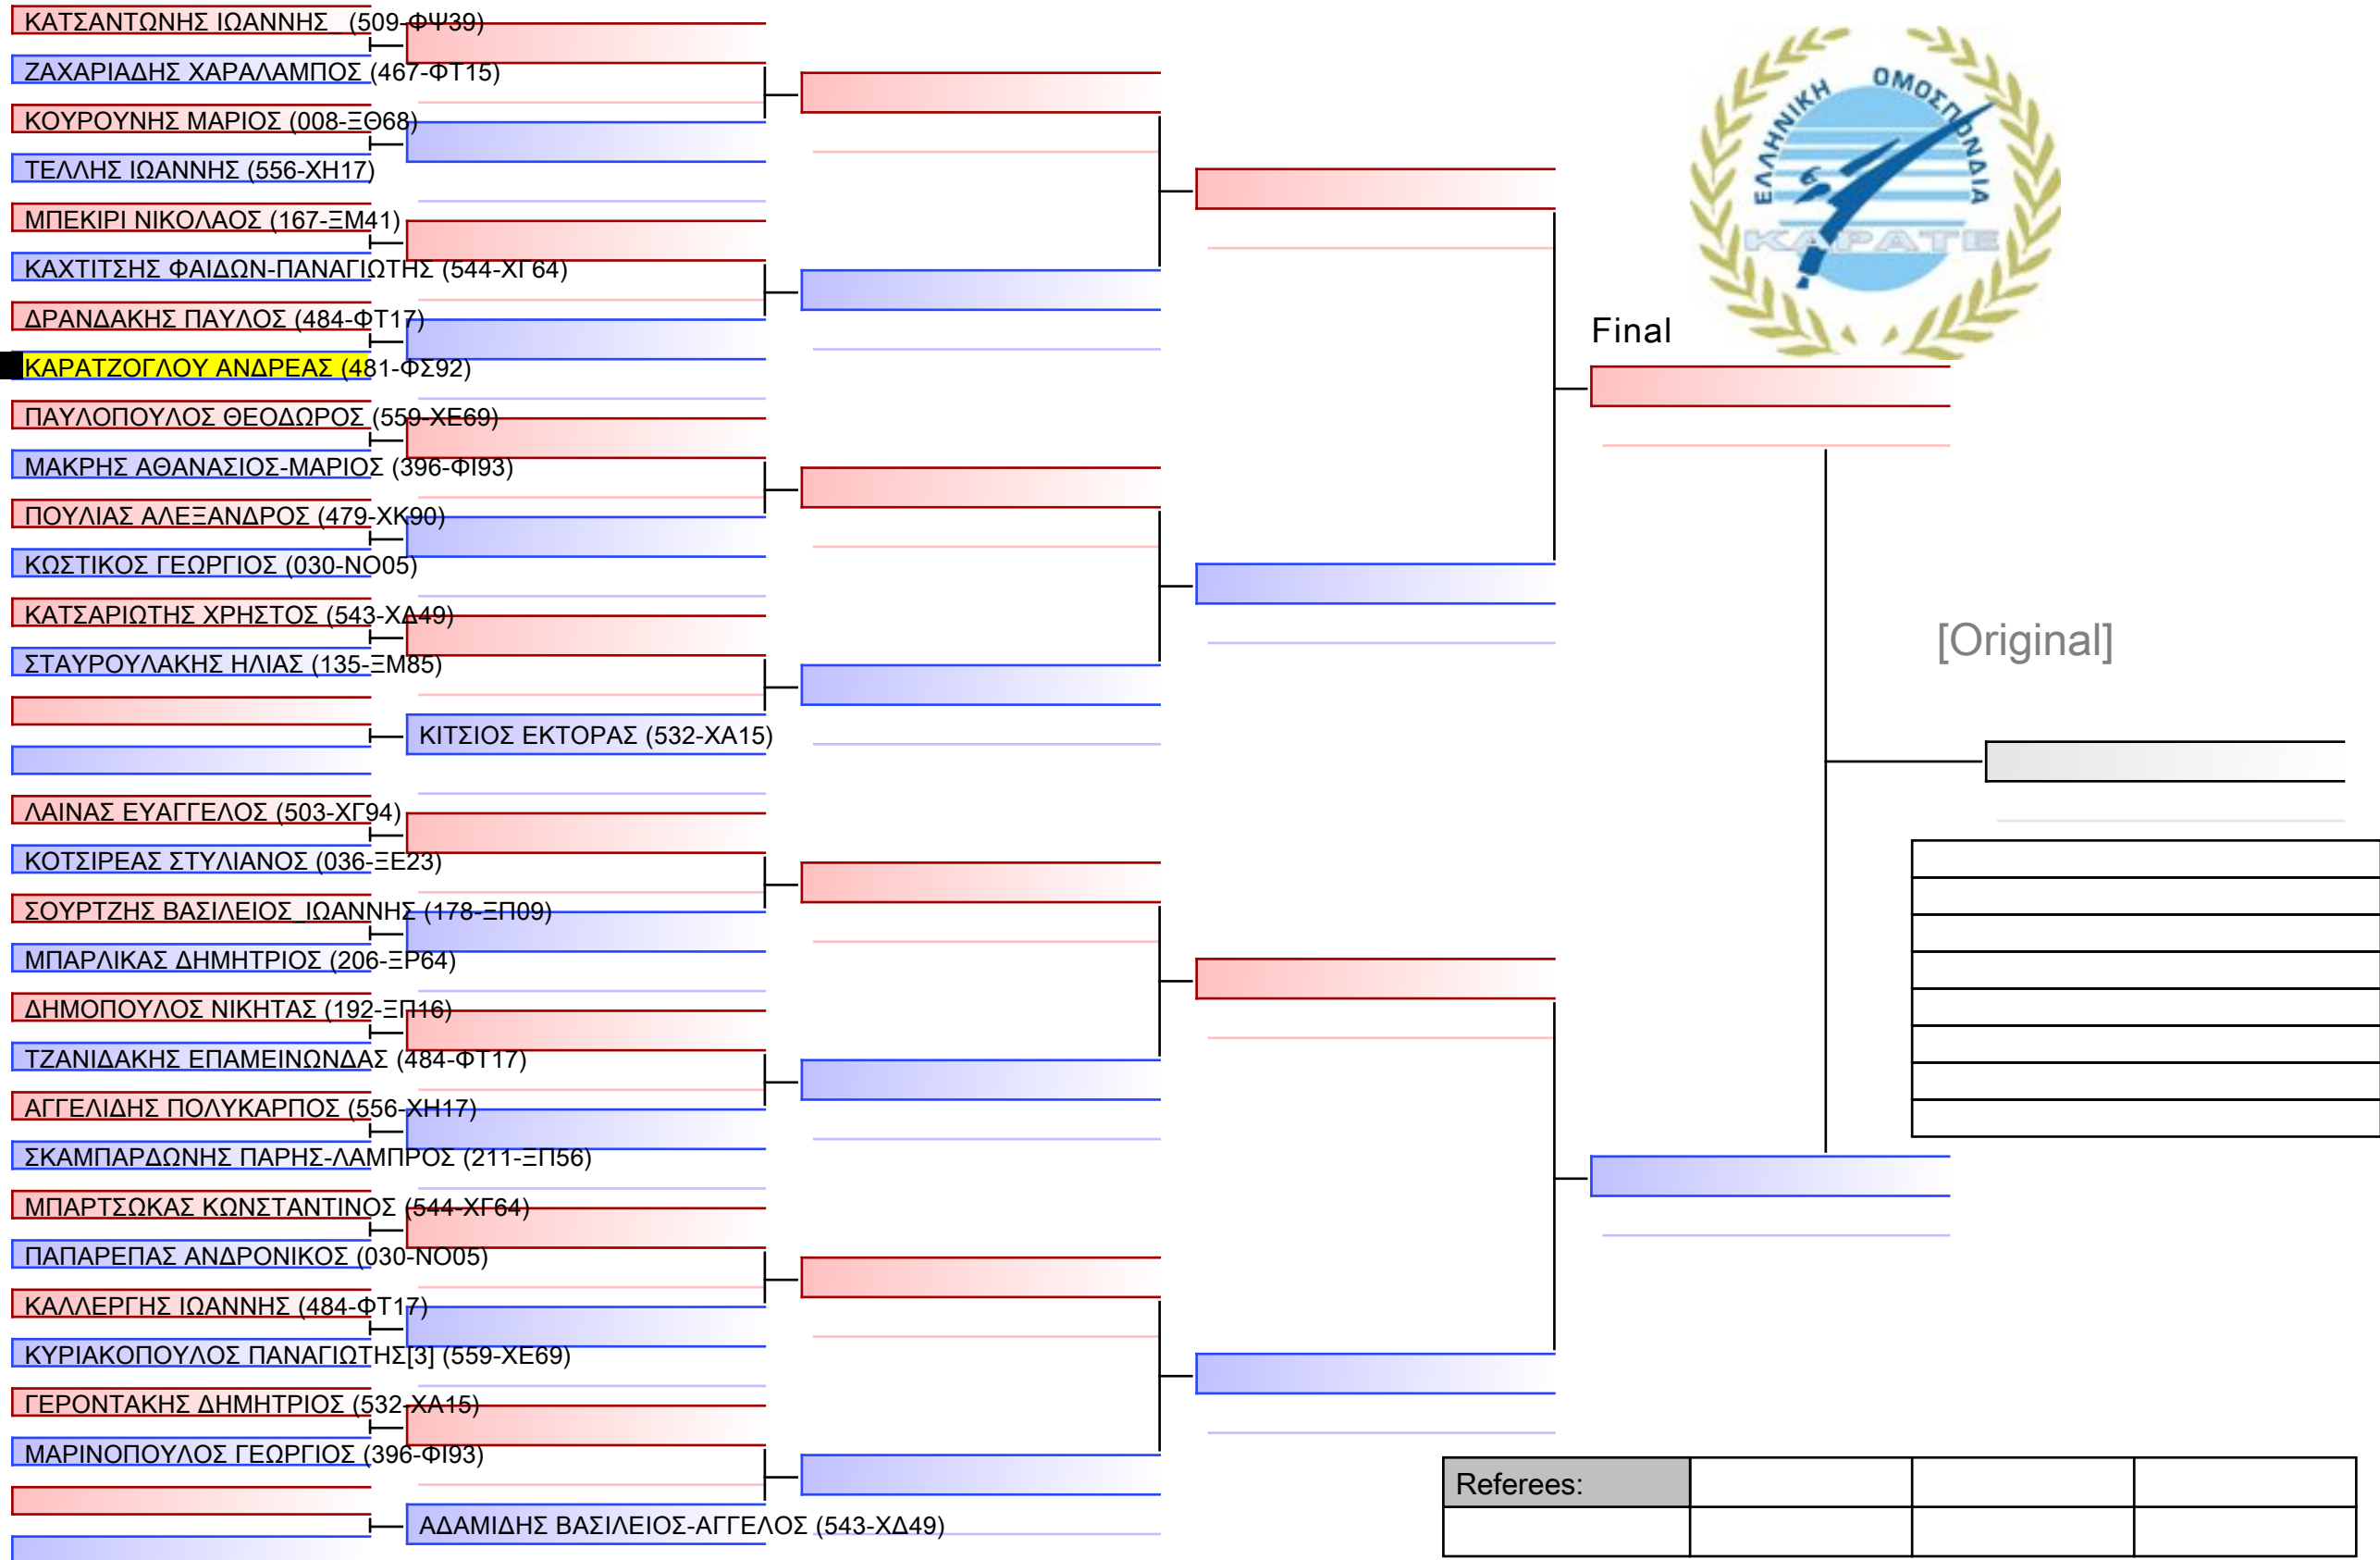 ΚΑΤΣΑΝΤΩΝΗΣ ΙΩΑΝΝΗΣ_ (509-ΦΨ39)
ΖΑΧΑΡΙΑΔΗΣ ΧΑΡΑΛΑΜΠΟΣ (467-ΦΤ15)
ΚΟΥΡΟΥΝΗΣ ΜΑΡΙΟΣ (008-ΞΘ68)
ΤΕΛΛΗΣ ΙΩΑΝΝΗΣ (556-ΧΗ17)
ΜΠΕΚΙΡΙ ΝΙΚΟΛΑΟΣ (167-ΞΜ41)
ΚΑΧΤΙΤΣΗΣ ΦΑΙΔΩΝ-ΠΑΝΑΓΙΩΤΗΣ (544-ΧΓ64)
ΔΡΑΝΔΑΚΗΣ ΠΑΥΛΟΣ (484-ΦΤ17)
ΚΑΡΑΤΖΟΓΛΟΥ ΑΝΔΡΕΑΣ (481-ΦΣ92)
ΠΑΥΛΟΠΟΥΛΟΣ ΘΕΟΔΩΡΟΣ (559-ΧΕ69)
ΜΑΚΡΗΣ ΑΘΑΝΑΣΙΟΣ-ΜΑΡΙΟΣ (396-ΦΙ93)
ΠΟΥΛΙΑΣ ΑΛΕΞΑΝΔΡΟΣ (479-ΧΚ90)
ΚΩΣΤΙΚΟΣ ΓΕΩΡΓΙΟΣ (030-ΝΟ05)
ΚΑΤΣΑΡΙΩΤΗΣ ΧΡΗΣΤΟΣ (543-ΧΔ49)
ΣΤΑΥΡΟΥΛΑΚΗΣ ΗΛΙΑΣ (135-ΞΜ85)
ΚΙΤΣΙΟΣ ΕΚΤΟΡΑΣ (532-ΧΑ15)
ΛΑΙΝΑΣ ΕΥΑΓΓΕΛΟΣ (503-ΧΓ94)
ΚΟΤΣΙΡΕΑΣ ΣΤΥΛΙΑΝΟΣ (036-ΞΕ23)
ΣΟΥΡΤΖΗΣ ΒΑΣΙΛΕΙΟΣ_ΙΩΑΝΝΗΣ (178-ΞΠ09)
ΜΠΑΡΛΙΚΑΣ ΔΗΜΗΤΡΙΟΣ (206-ΞΡ64)
ΔΗΜΟΠΟΥΛΟΣ ΝΙΚΗΤΑΣ (192-ΞΠ16)
ΤΖΑΝΙΔΑΚΗΣ ΕΠΑΜΕΙΝΩΝΔΑΣ (484-ΦΤ17)
ΑΓΓΕΛΙΔΗΣ ΠΟΛΥΚΑΡΠΟΣ (556-ΧΗ17)
ΣΚΑΜΠΑΡΔΩΝΗΣ ΠΑΡΗΣ-ΛΑΜΠΡΟΣ (211-ΞΠ56)
ΜΠΑΡΤΣΩΚΑΣ ΚΩΝΣΤΑΝΤΙΝΟΣ (544-ΧΓ64)
ΠΑΠΑΡΕΠΑΣ ΑΝΔΡΟΝΙΚΟΣ (030-ΝΟ05)
ΚΑΛΛΕΡΓΗΣ ΙΩΑΝΝΗΣ (484-ΦΤ17)
ΚΥΡΙΑΚΟΠΟΥΛΟΣ ΠΑΝΑΓΙΩΤΗΣ[3] (559-ΧΕ69)
ΓΕΡΟΝΤΑΚΗΣ ΔΗΜΗΤΡΙΟΣ (532-ΧΑ15)
ΜΑΡΙΝΟΠΟΥΛΟΣ ΓΕΩΡΓΙΟΣ (396-ΦΙ93)
ΑΔΑΜΙΔΗΣ ΒΑΣΙΛΕΙΟΣ-ΑΓΓΕΛΟΣ (543-ΧΔ49)
ΕΛΛΗΝΙΚΗ ΟΜΟΣΠΟΝΔΙΑ
ΚΑΡΑΤΕ
Final
[Original]
Referees: